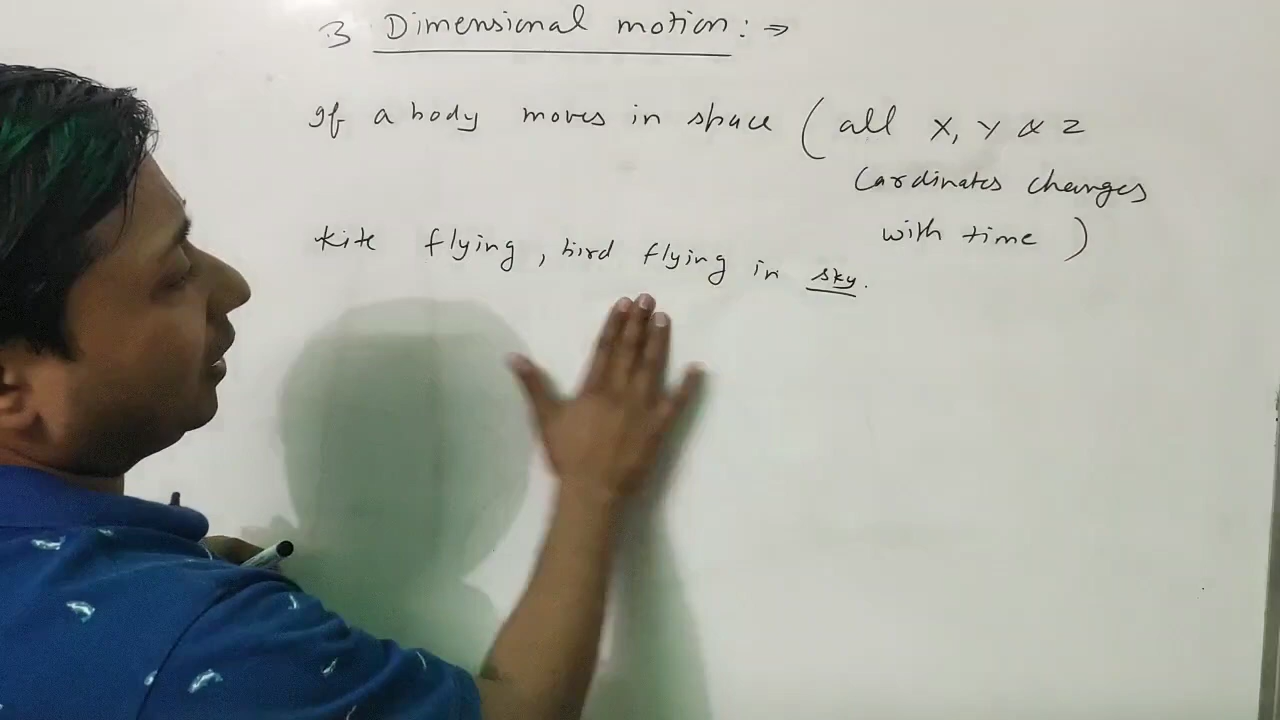 3 Dimensional motion : ⇒
If a body moves in space ( all X, Y & Z
Cardinates changes
with time )
kite flying, bird flying in sky.